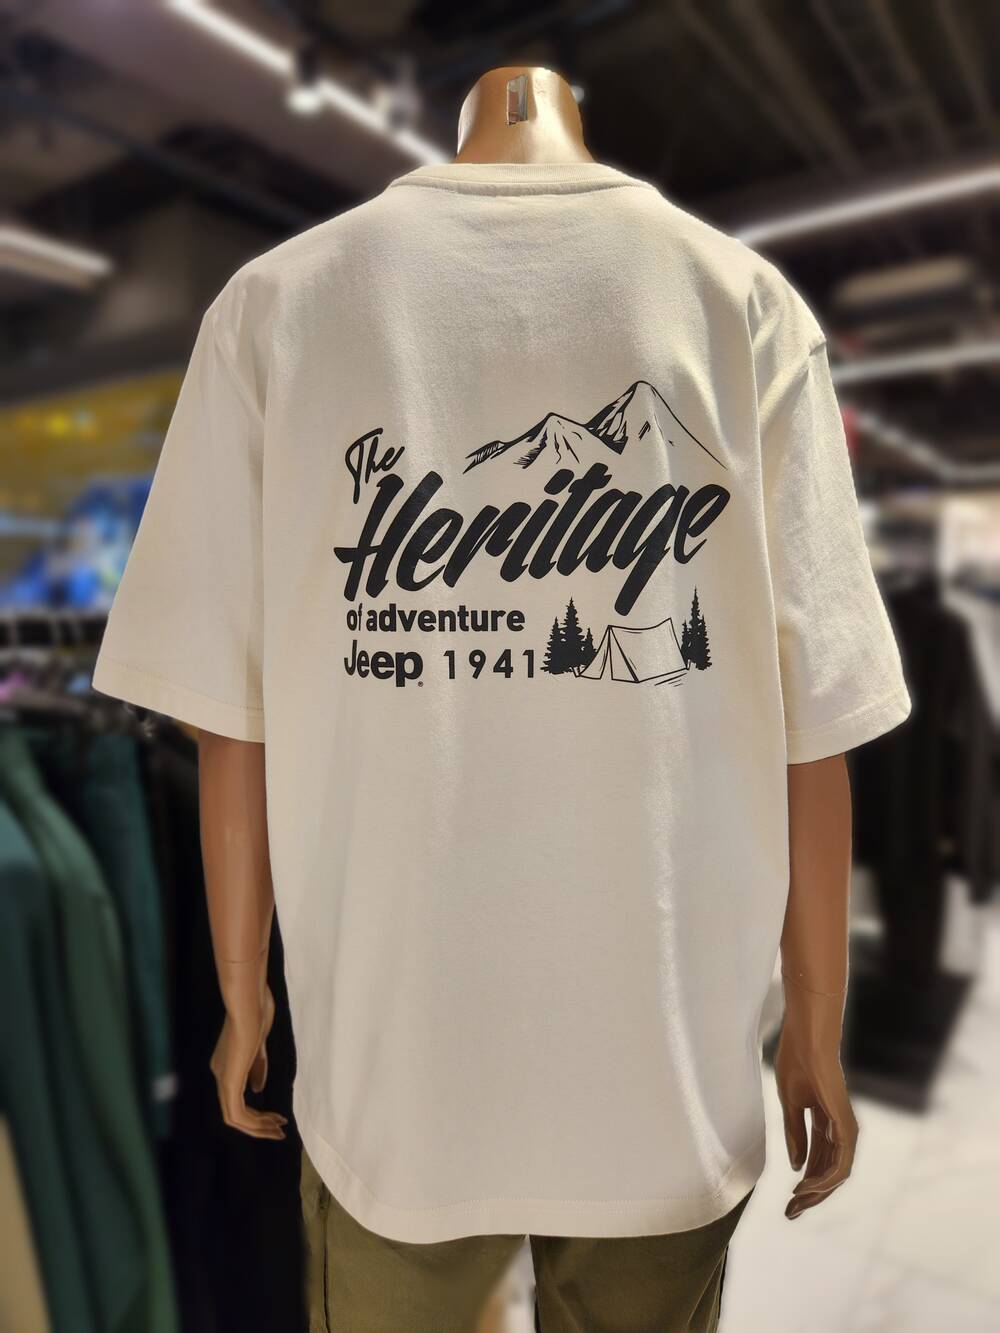 The
Heritage
of adventure
Jeep® 1941